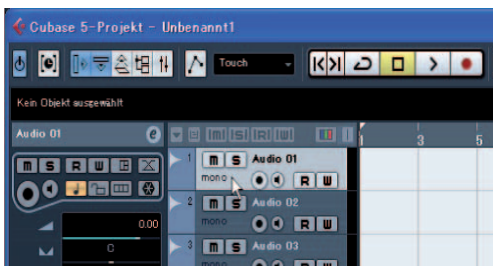 Cubase 5-Projekt - Unbenannt1
Touch
Kein Objekt ausgewählt
Audio 01
m S R W
0.00
C
1 m S Audio 01
mono R W
2 m S Audio 02
mono R W
3 m S Audio 03
mono R W
1 3 5